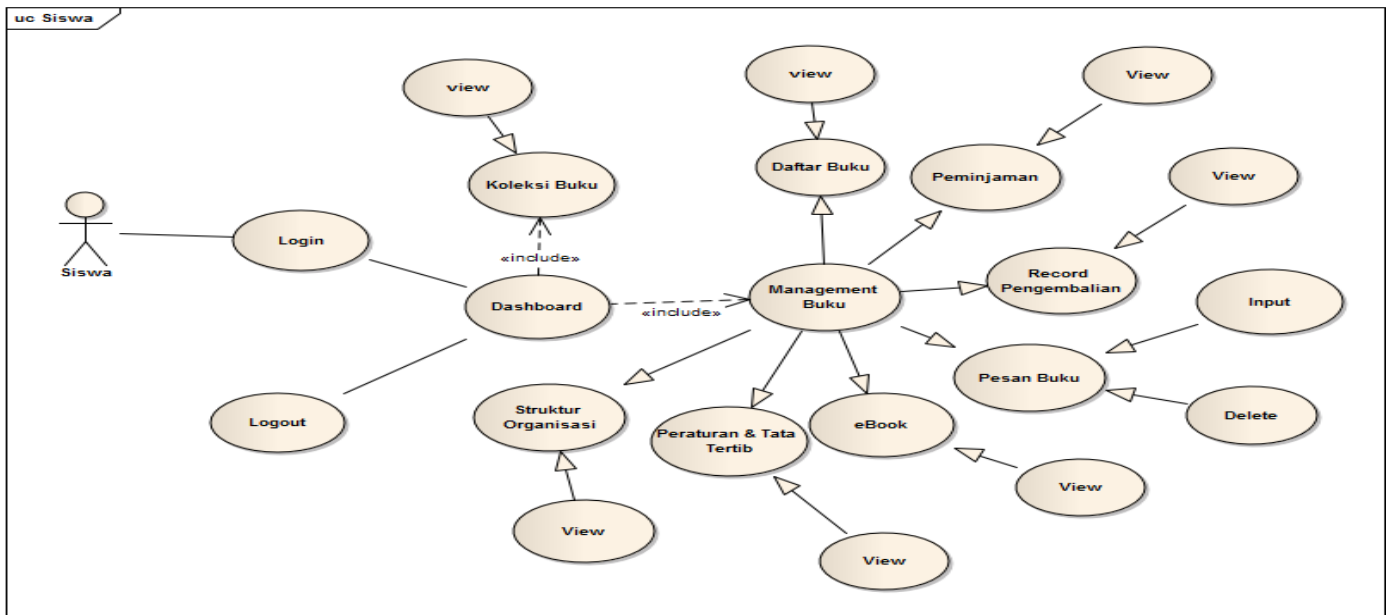 uc Siswa
view
view
View
Daftar Buku
Peminjaman
View
Koleksi Buku
Login
Siswa
«include»
Record
Pengembalian
Management
Buku
Input
Dashboard
«include»
Pesan Buku
Struktur
Organisasi
Logout
Peraturan & Tata
Tertib
eBook
Delete
View
View
View